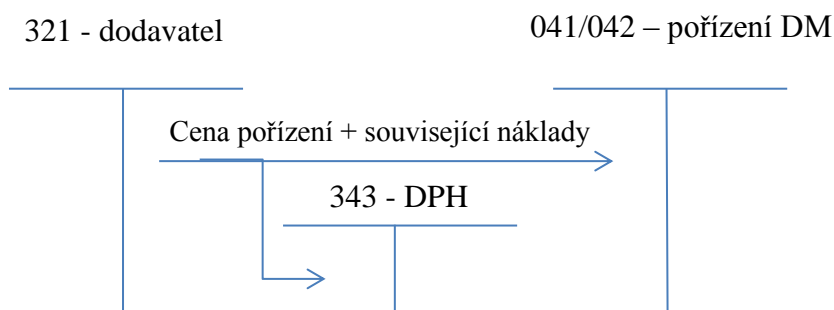 321 - dodavatel
041/042 – pořízení DM
Cena pořízení + související náklady
343 - DPH